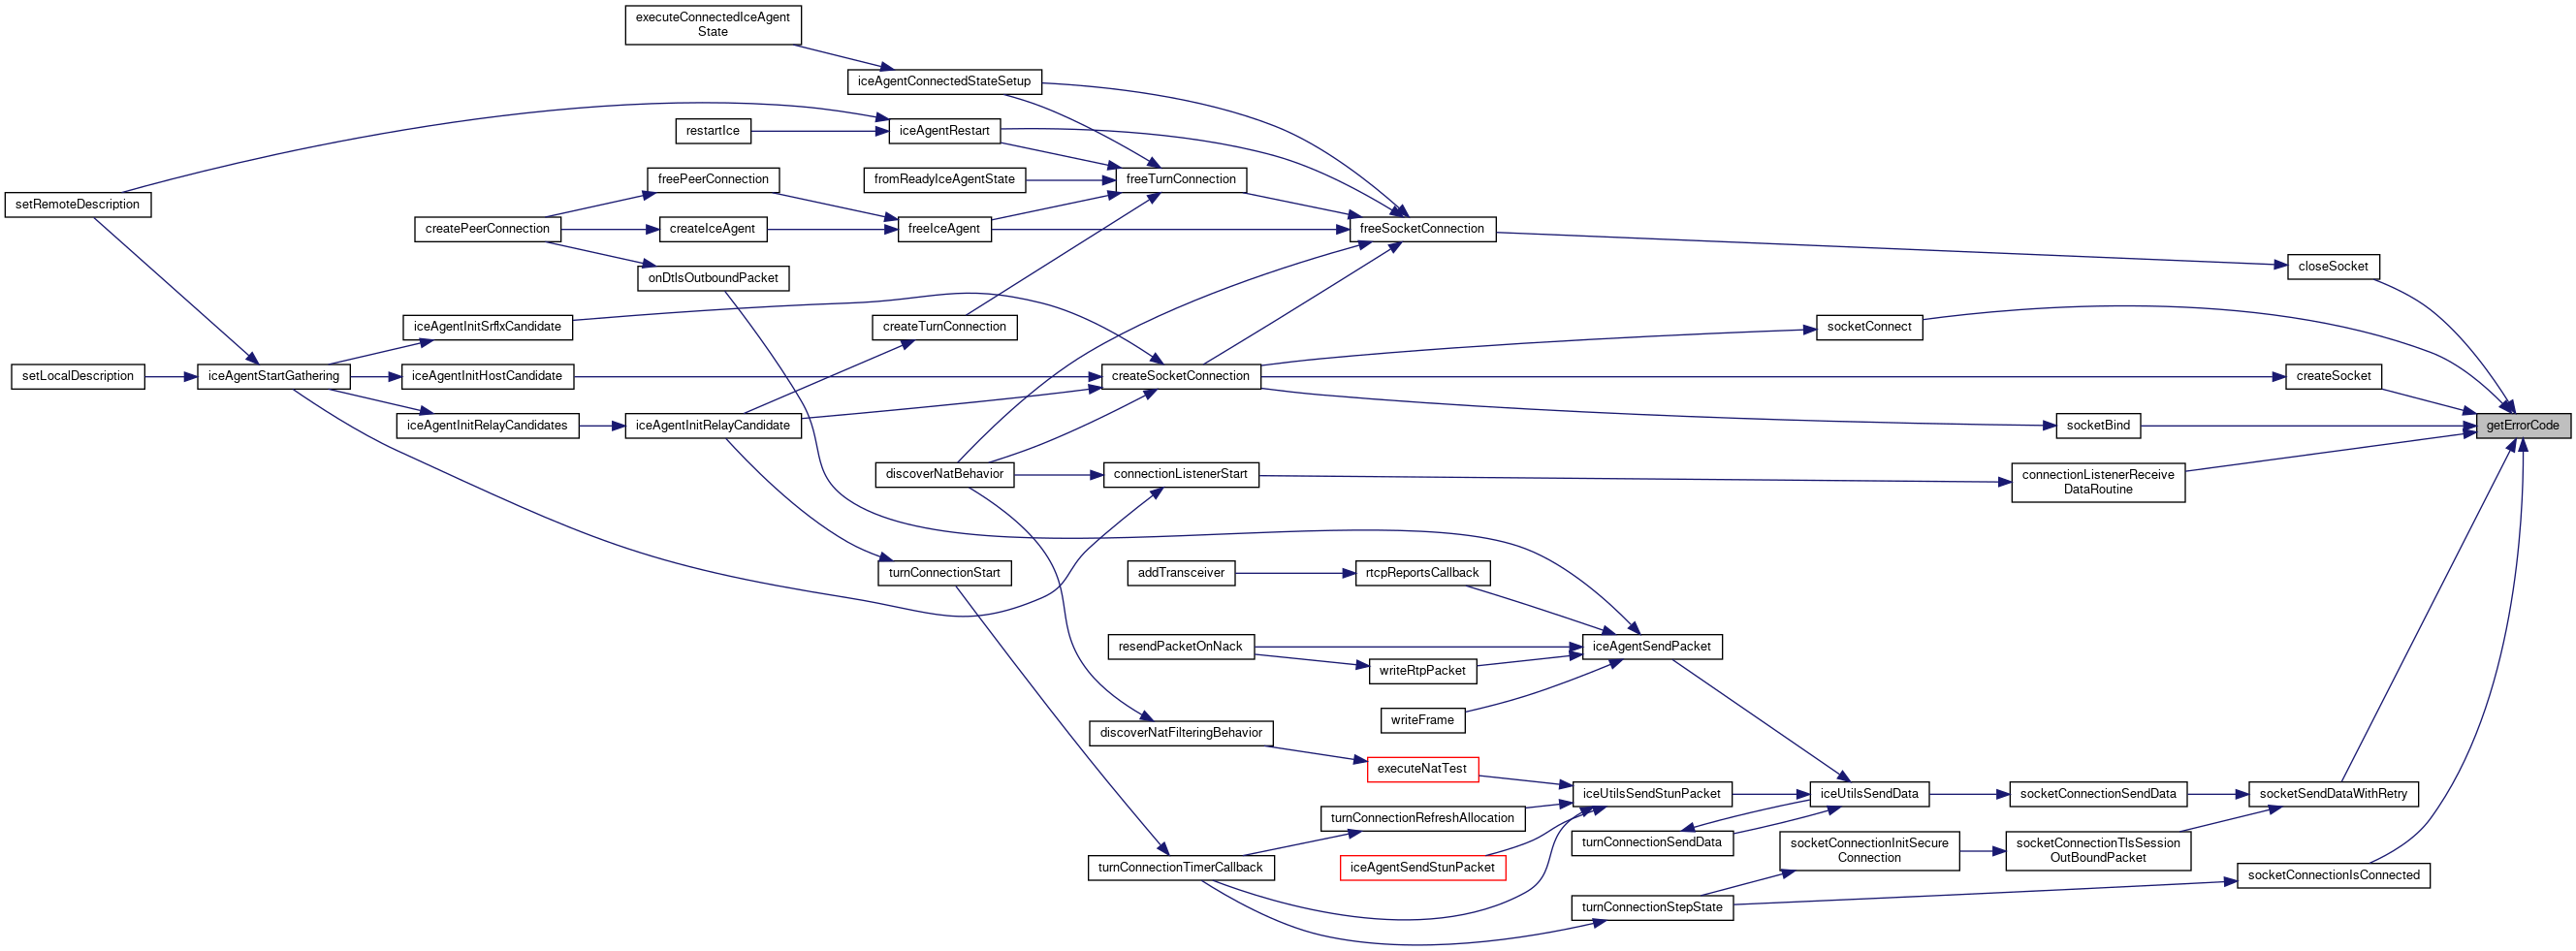 executeConnectedIceAgent
State
iceAgentConnectedStateSetup
restartIce
iceAgentRestart
freePeerConnection
fromReadyIceAgentState
freeTurnConnection
setRemoteDescription
createPeerConnection
createIceAgent
freeIceAgent
freeSocketConnection
onDtlsOutboundPacket
closeSocket
iceAgentInitSrflxCandidate
createTurnConnection
socketConnect
setLocalDescription
iceAgentStartGathering
iceAgentInitHostCandidate
createSocketConnection
createSocket
iceAgentInitRelayCandidates
iceAgentInitRelayCandidate
socketBind
getErrorCode
discoverNatBehavior
connectionListenerStart
connectionListenerReceive
DataRoutine
turnConnectionStart
addTransceiver
rtcpReportsCallback
resendPacketOnNack
iceAgentSendPacket
writeRtpPacket
writeFrame
discoverNatFilteringBehavior
executeNatTest
iceUtilsSendStunPacket
iceUtilsSendData
socketConnectionSendData
socketSendDataWithRetry
turnConnectionRefreshAllocation
turnConnectionSendData
socketConnectionInitSecure
Connection
socketConnectionTlsSession
OutBoundPacket
turnConnectionTimerCallback
iceAgentSendStunPacket
socketConnectionIsConnected
turnConnectionStepState